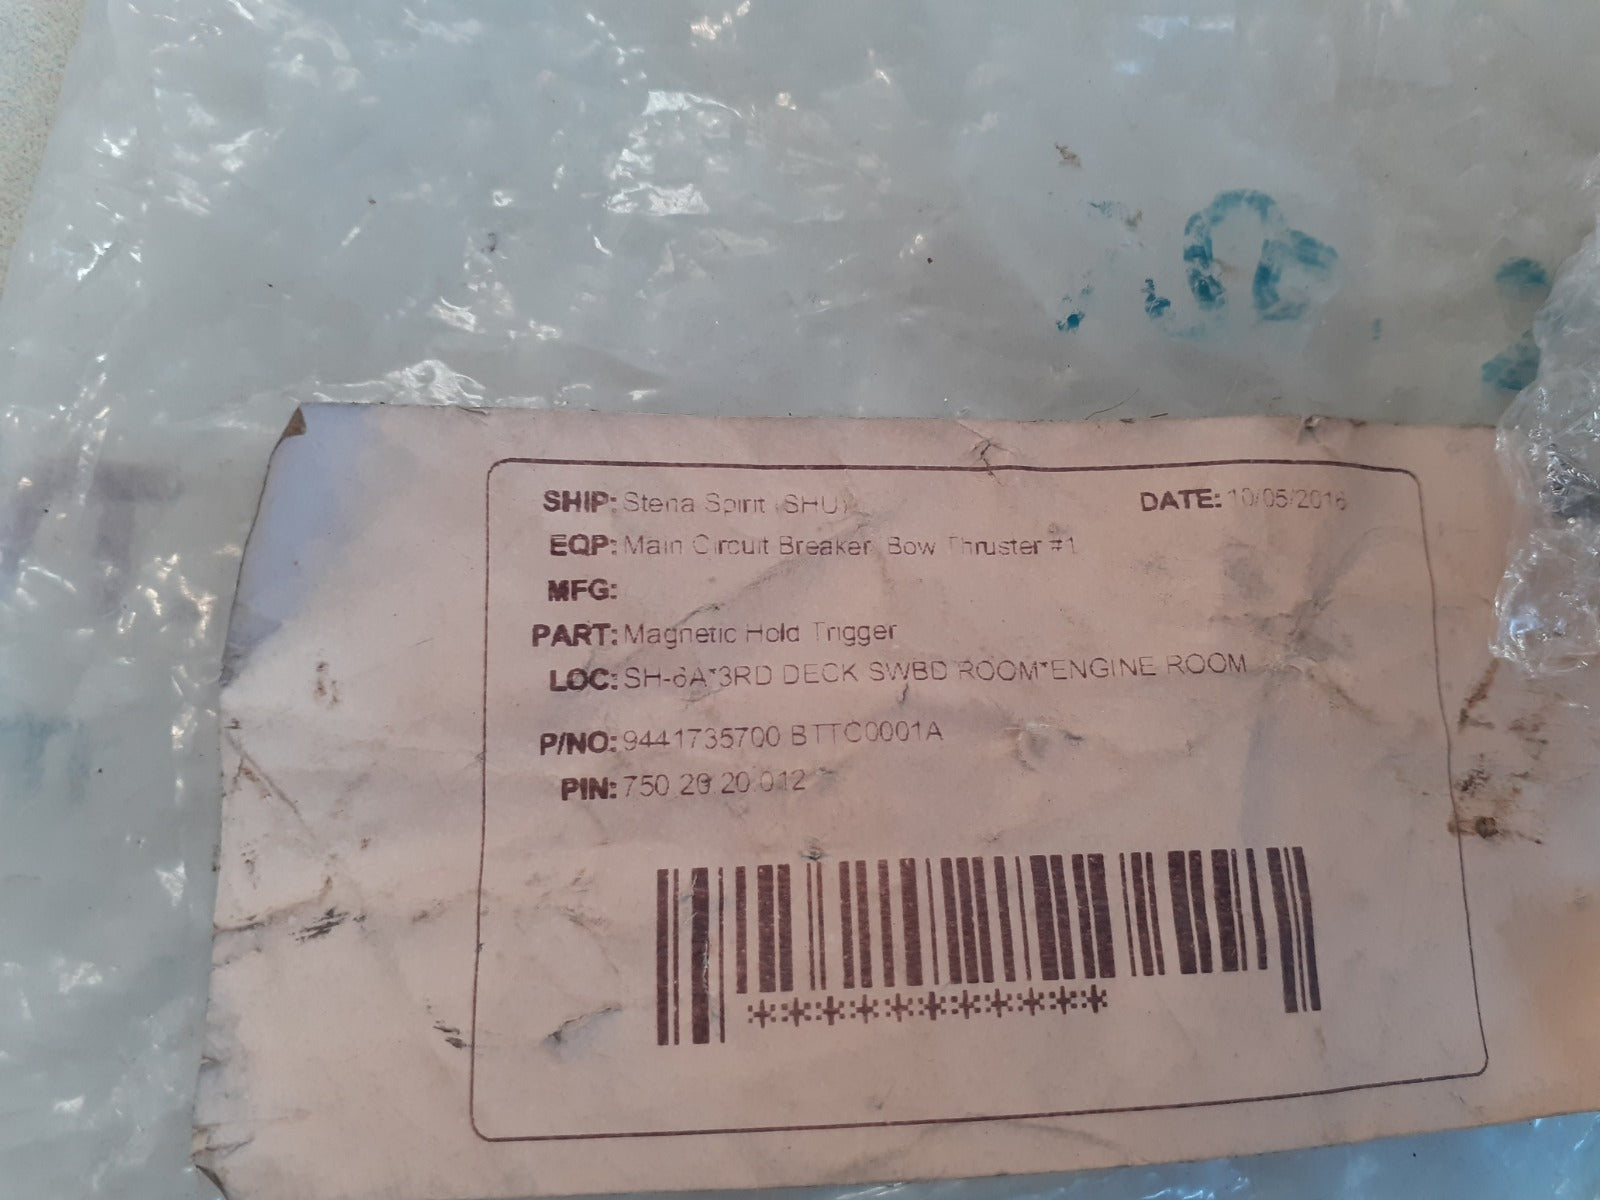 SHIP: Stena Spirit (SHU) DATE: 10/05/2016
EQP: Main Circuit Breaker, Bow Thruster #1
MFG:
PART: Magnetic Hold Trigger
LOC: SH-6A*3RD DECK SWBD ROOM*ENGINE ROOM
P/NO: 9441735700 BTTC0001A
PIN: 750.20.20.012